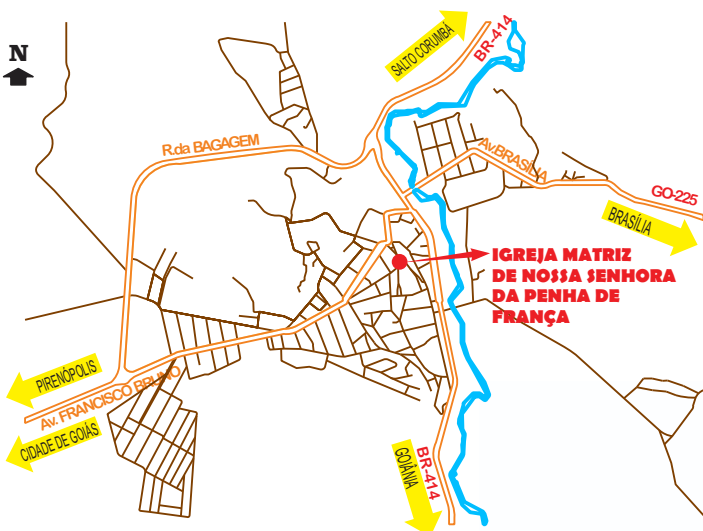 SALTO CORUMBÁ
BR-414
N
R.da BAGAGEM
Av.BRASÍLIA
GO-225
BRASÍLIA
IGREJA MATRIZ
DE NOSSA SENHORA
DA PENHA DE
FRANÇA
PIRENÓPOLIS
Av. FRANCISCO BRUNO
CIDADE DE GOIÁS
GOIÂNIA
BR-414